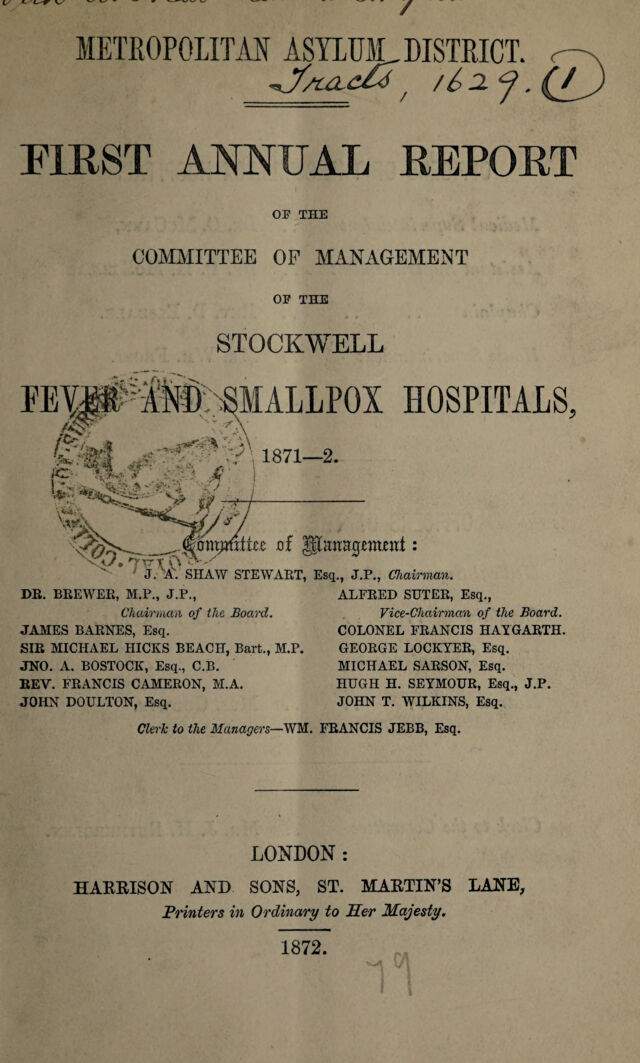 METROPOLITAN ASYLUM DISTRICT.
Tracts, 1629. (1)
FIRST ANNUAL REPORT
OF THE
COMMITTEE OF MANAGEMENT
OF THE
STOCKWELL
FEVER AND SMALLPOX HOSPITALS,
1871—2.
Committee of Management:
J. A. SHAW STEWART, Esq., J.P., Chairman.
DR. BREWER, M.P., J.P.,
Chairman of the Board.
JAMES BARNES, Esq.
SIR MICHAEL HICKS BEACH, Bart., M.P.
JNO. A. BOSTOCK, Esq., C.B.
REV. FRANCIS CAMERON, M.A.
JOHN DOULTON, Esq.
ALFRED SUTER, Esq.,
Vice-Chairman of the Board.
COLONEL FRANCIS HAYGARTH.
GEORGE LOCKYER, Esq.
MICHAEL SARSON, Esq.
HUGH H. SEYMOUR, Esq., J.P.
JOHN T. WILKINS, Esq.
Clerk to the Managers—WM. FRANCIS JEBB, Esq.
LONDON:
HARRISON AND SONS, ST. MARTIN'S LANE,
Printers in Ordinary to Her Majesty.
1872.